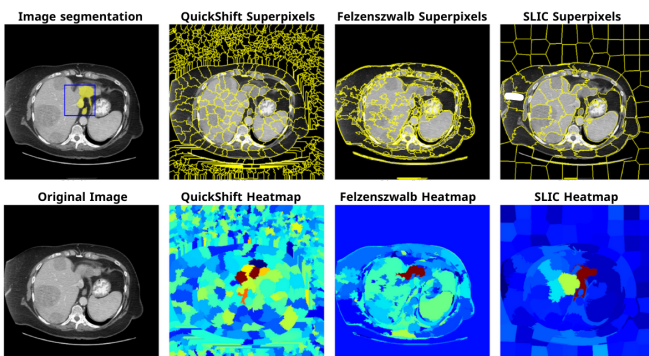 Image segmentation
QuickShift Superpixels
Felzenszwalb Superpixels
SLIC Superpixels
Original Image
QuickShift Heatmap
Felzenszwalb Heatmap
SLIC Heatmap